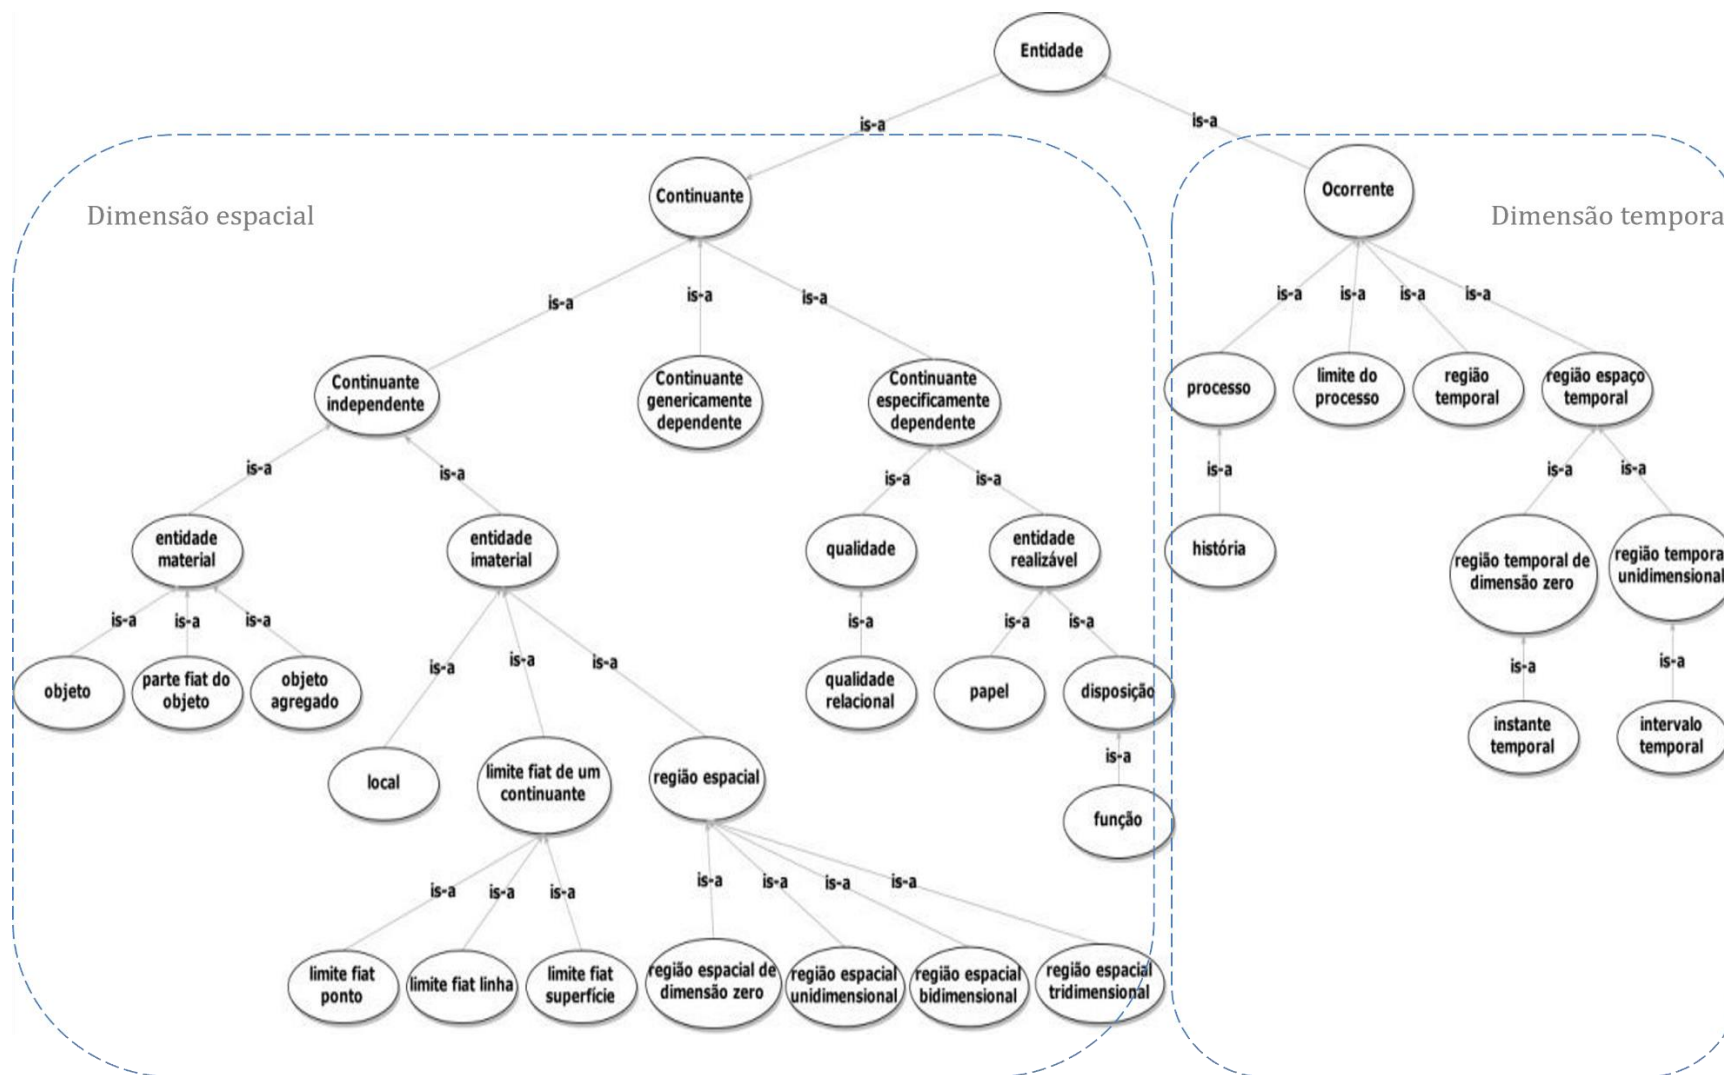 Entidade
is-a
is-a
Dimensão espacial
Continuante
Ocorrente
Dimensão tempora
is-a
is-a
is-a
is-a
is-a
is-a
is-a
Continuante
independente
Continuante
genericamente
dependente
Continuante
especificamente
dependente
processo
limite do
processo
região
temporal
região espaço
temporal
is-a
is-a
is-a
is-a
is-a
is-a
is-a
entidade
material
entidade
imaterial
qualidade
entidade
realizável
história
região temporal de
dimensão zero
região tempora
unidimensional
is-a
is-a
is-a
is-a
is-a
is-a
is-a
is-a
is-a
is-a
is-a
objeto
parte fiat do
objeto
objeto
agregado
qualidade
relacional
papel
disposição
instante
temporal
intervalo
temporal
is-a
local
limite fiat de um
continuante
região espacial
função
is-a
is-a
is-a
is-a
is-a
is-a
is-a
limite fiat
ponto
limite fiat linha
limite fiat
superfície
região espacial de
dimensão zero
região espacial
unidimensional
região espacial
bidimensional
região espacial
tridimensional